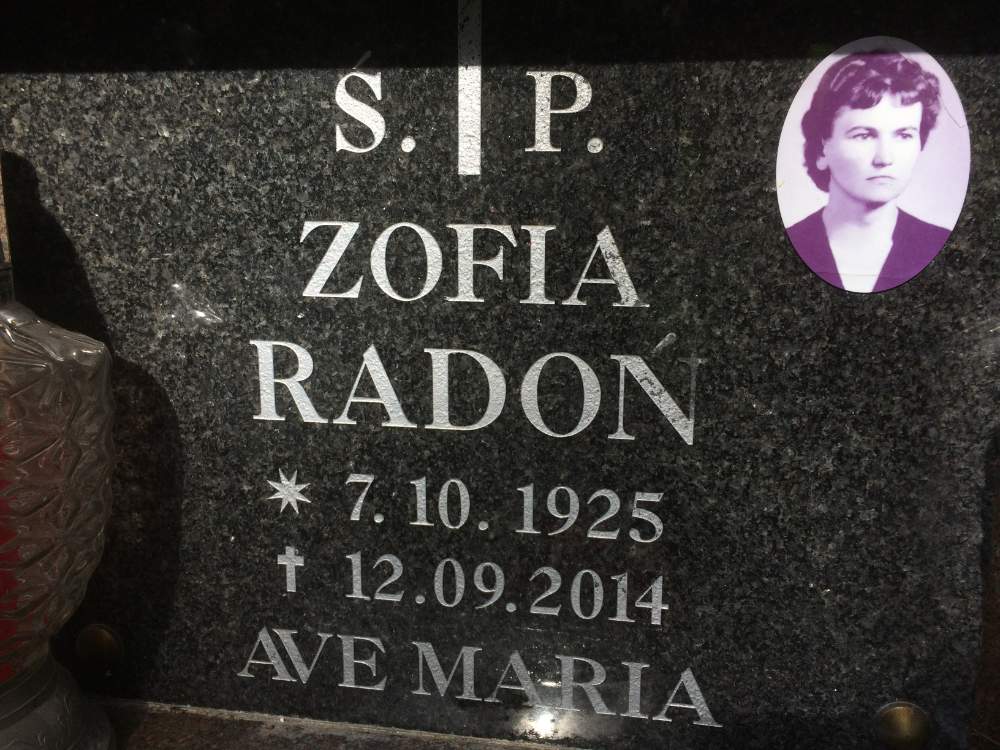 Ś. P.
ZOFIA
RADOŃ
* 7. 10. 1925
† 12.09.2014
AVE MARIA